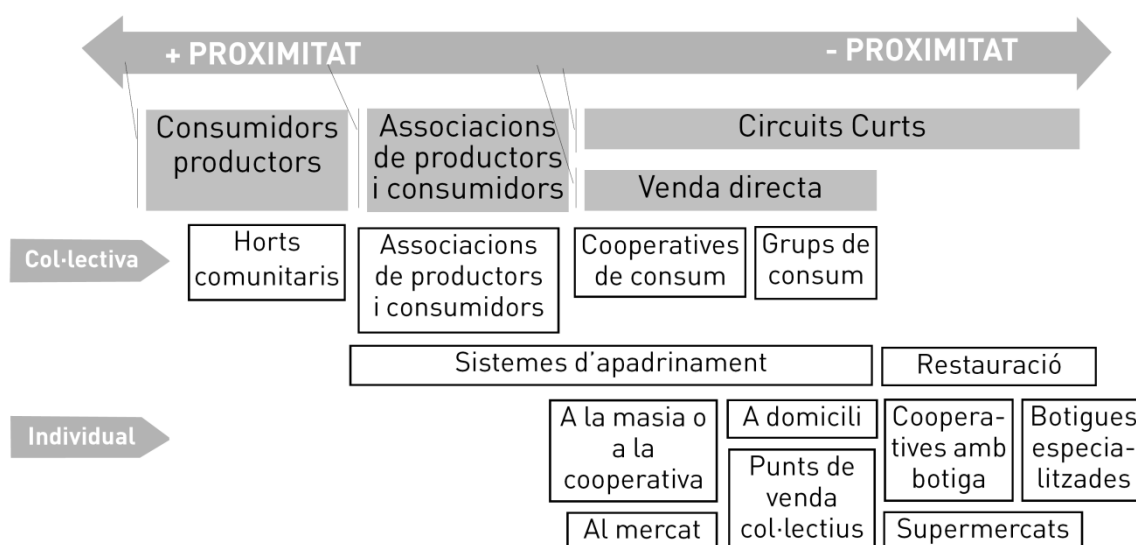 + PROXIMITAT
- PROXIMITAT
Consumidors
productors
Associacions
de productors
i consumidors
Circuits Curts
Venda directa
Col·lectiva
Horts
comunitaris
Associacions
de productors
i consumidors
Cooperatives
de consum
Grups de
consum
Sistemes d’apadrinament
Restauració
Individual
A la masia o
a la
cooperativa
A domicili
Coopera-
tives amb
botiga
Botigues
especia-
litzades
Punts de
venda
col·lectius
Al mercat
Supermercats